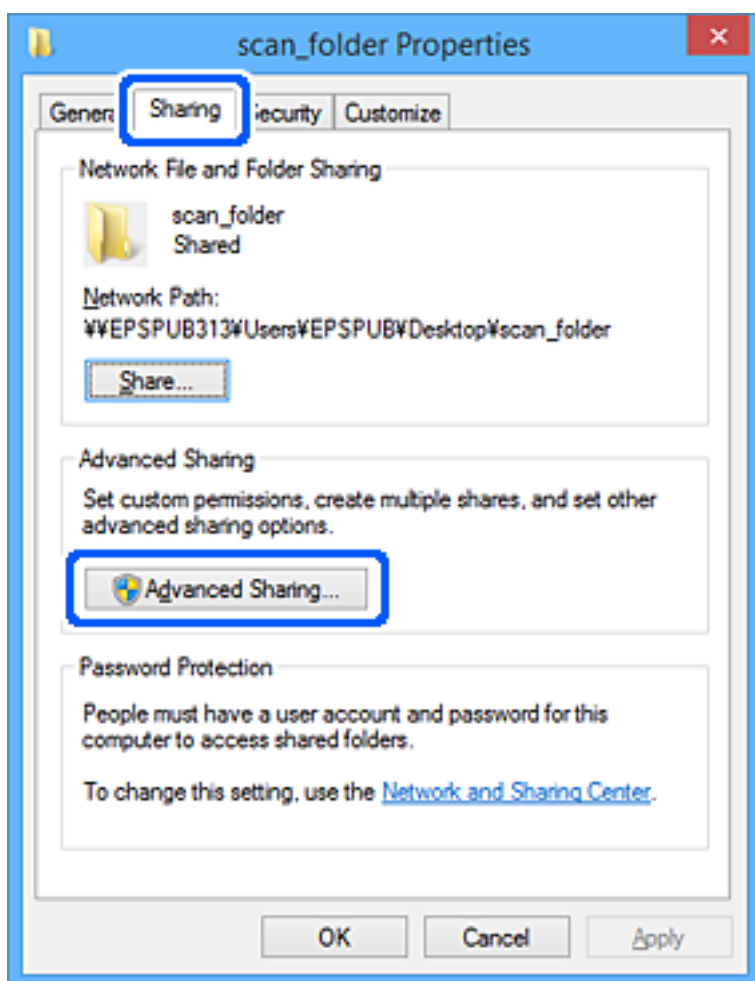 scan_folder Properties
Sharing Security Customize
Network File and Folder Sharing
scan_folder
Shared
Network Path:
¥¥EPSPUB313¥Users¥EPSPUB¥Desktop¥scan_folder
Share...
Advanced Sharing
Set custom permissions, create multiple shares, and set other
advanced sharing options.
Advanced Sharing...
Password Protection
People must have a user account and password for this
computer to access shared folders.
To change this setting, use the Network and Sharing Center.
OK Cancel Apply